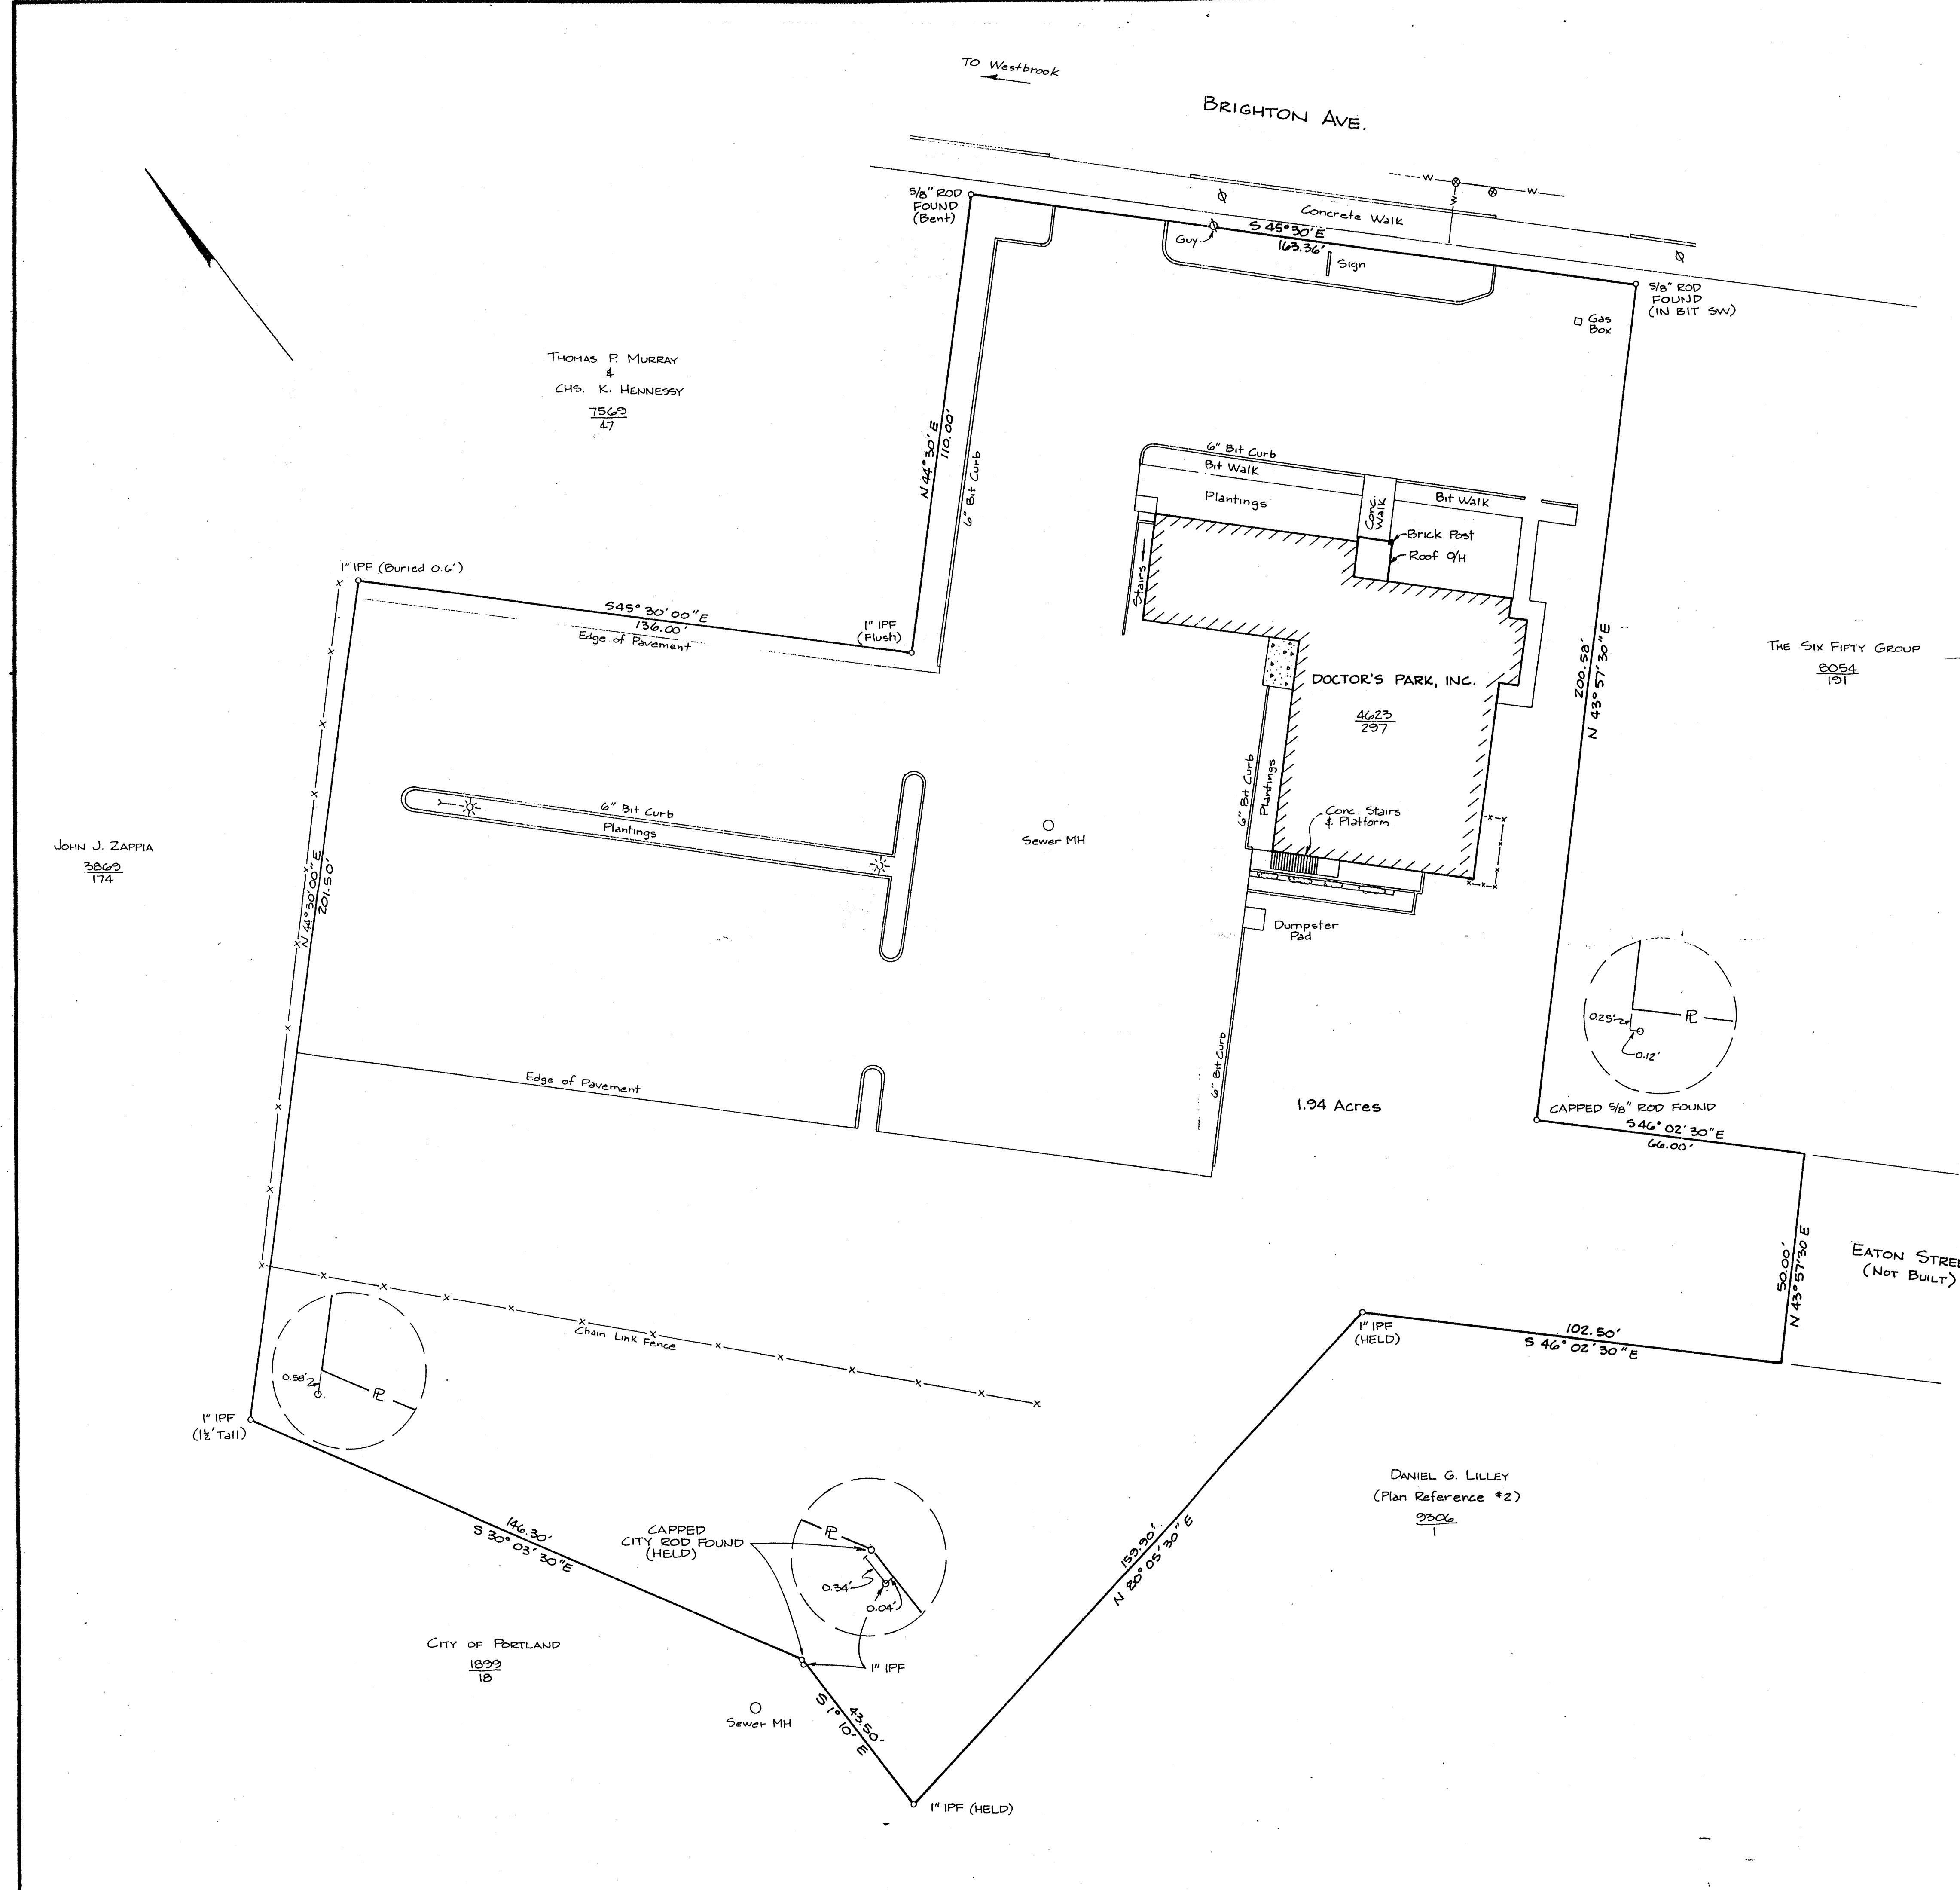 TO Westbrook
BRIGHTON AVE.
5/8" ROD
FOUND
(Bent)
W
W
W
Concrete Walk
Guy
S 45° 30' E
163.36'
Sign
5/8" ROD
FOUND
(IN BIT SW)
Gas
Box
THOMAS P. MURRAY
&
CHS. K. HENNESSY
7569
47
N 44° 30' E
110.00'
6" Bit Curb
6" Bit Curb
Bit Walk
Plantings
Conc.
Walk
Bit Walk
Brick Post
Roof O/H
Stairs
1" IPF (Buried 0.6')
S45° 30' 00" E
136.00'
Edge of Pavement
1" IPF
(Flush)
DOCTOR'S PARK, INC.
4623
297
200.58'
N 43° 57' 30" E
THE SIX FIFTY GROUP
8054
191
6" Bit Curb
Plantings
Conc. Stairs
& Platform
6" Bit Curb
Plantings
Sewer MH
JOHN J. ZAPPIA
3869
174
N 44° 30' 00" E
201.50'
Dumpster
Pad
0.25'
PL
0.12'
6" Bit Curb
Edge of Pavement
1.94 Acres
CAPPED 5/8" ROD FOUND
S 46° 02' 30" E
66.00'
50.00'
N 43° 57' 30 E
EATON STREE
(NOT BUILT)
Chain Link Fence
1" IPF
(HELD)
102.50'
S 46° 02' 30" E
0.58'
PL
1" IPF
(1½' Tall)
DANIEL G. LILLEY
(Plan Reference #2)
9306
1
146.30'
S 30° 03' 30" E
CAPPED
CITY ROD FOUND
(HELD)
PL
0.34'
0.04'
159.90'
N 80° 05' 30" E
CITY OF PORTLAND
1899
18
1" IPF
Sewer MH
43.50'
S 1° 10' E
1" IPF (HELD)